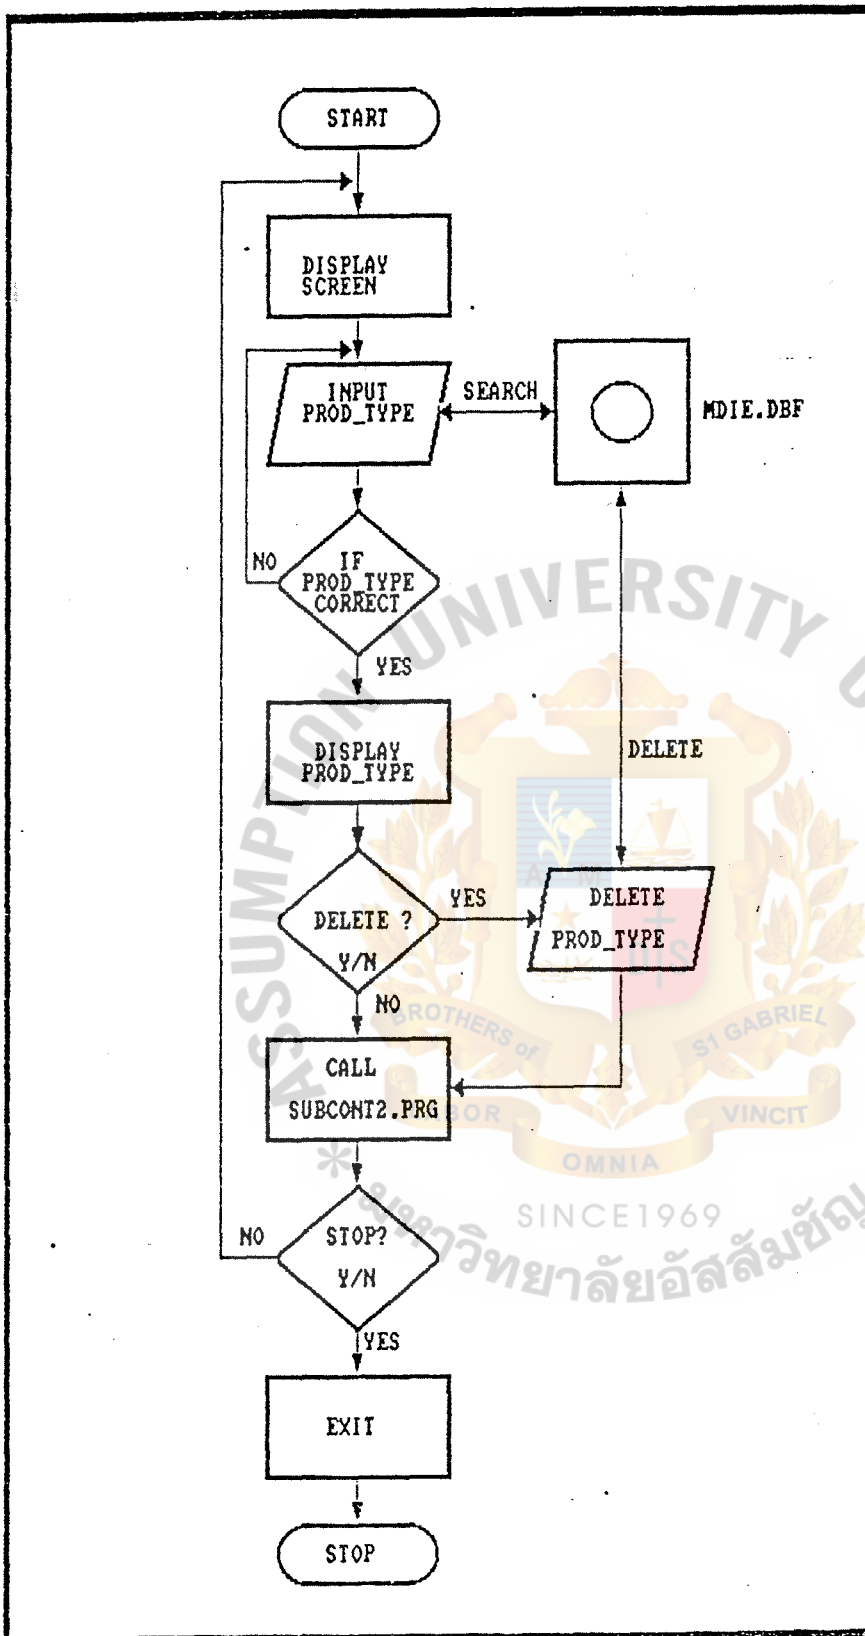 START
DISPLAY
SCREEN
INPUT
PROD_TYPE
SEARCH
MDIE.DBF
NO
IF
PROD_TYPE
CORRECT
YES
DISPLAY
PROD_TYPE
DELETE
DELETE ?
Y/N
YES
DELETE
PROD_TYPE
NO
CALL
SUBCONT2.PRG
NO
STOP?
Y/N
YES
EXIT
STOP
ASSUMPTION UNIVERSITY
BROTHERS of
ST GABRIEL
VINCIT
OMNIA
SINCE1969